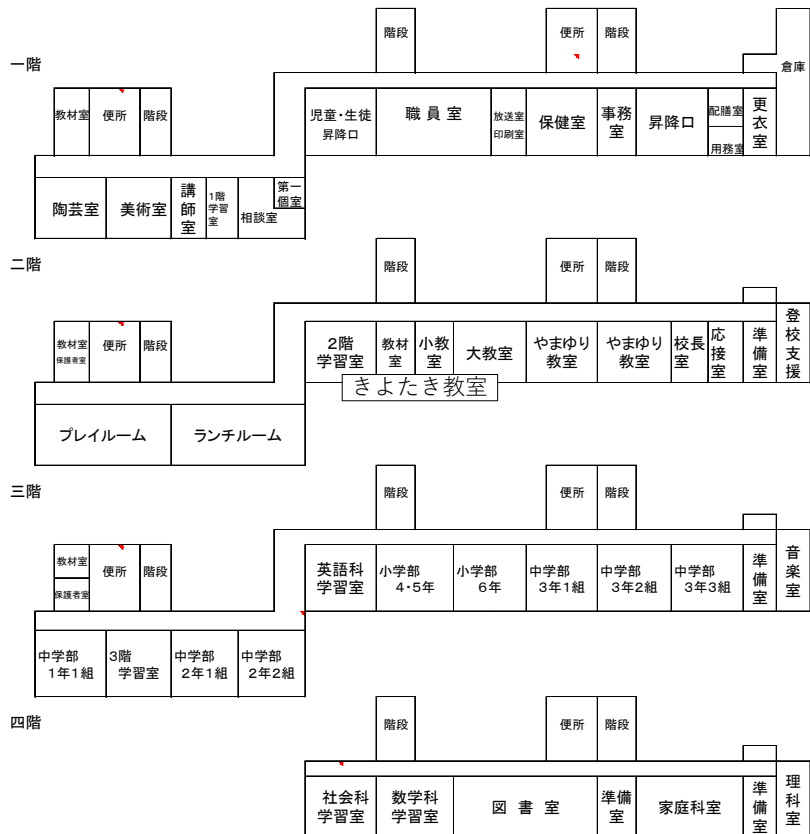 一階
階段
便所
階段
倉庫
教材室
便所
階段
児童・生徒
昇降口
職員室
放送室
印刷室
保健室
事務
室
昇降口
配膳室
用務室
更衣室
陶芸室
美術室
講師室
1階
学習
室
相談室
第一
個室
二階
階段
便所
階段
教材室
保護者室
便所
階段
2階
学習室
教材
室
小教
室
大教室
やまゆり
教室
やまゆり
教室
校長
室
応接室
準備室
登校支援
きよたき教室
プレイルーム
ランチルーム
三階
階段
便所
階段
教材室
保護者室
便所
階段
英語科
学習室
小学部
4・5年
小学部
6年
中学部
3年1組
中学部
3年2組
中学部
3年3組
準備室
音楽室
中学部
1年1組
3階
学習室
中学部
2年1組
中学部
2年2組
四階
階段
便所
階段
社会科
学習室
数学科
学習室
図書室
準備
室
家庭科室
準備室
理科室